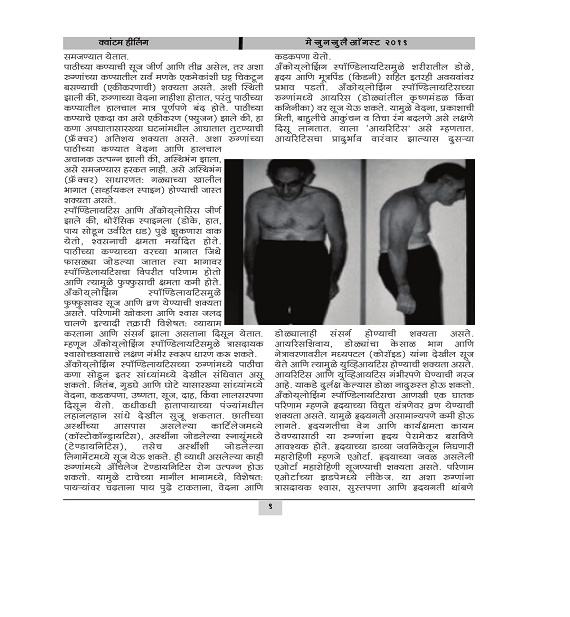 क्वांटम हीलिंग
मे जुनजुलैऑगस्ट २०१९
समजण्यात येतात.
पाठीच्या कण्याची सूज जीर्ण आणि तीव्र असेल, तर अशा
रुग्णांच्या कण्यातील सर्व मणके एकमेकांशी घट्ट चिकटून
बसण्याची (एकीकरणाची) शक्यता असते. अशी स्थिती
झाली की, रुग्णाच्या वेदना नाहीशा होतात, परंतु पाठीच्या
कण्यातील हालचाल मात्र पूर्णपणे बंद होते. पाठीच्या
कण्याचे एकदा का असे एकीकरण (फ्युजन) झाले की, हा
कणा अपघातासारख्या घटनांमधील आघातात तुटण्याची
(फ्रॅक्चर) अतिशय शक्यता असते. अशा रुग्णांच्या
पाठीच्या कण्यात वेदना आणि हालचाल
अचानक उत्पन्न झाली की, अस्थिभंग झाला,
असे समजण्यास हरकत नाही. असे अस्थिभंग
(फ्रॅक्चर) साधारणत: गळ्याच्या खालील
भागात (सर्व्हायकल स्पाइन) होण्याची जास्त
शक्यता असते.
स्पॉण्डिलायटिस आणि अँकोय्लोसिस जीर्ण
झाले की, थोरॅसिक स्पाइनला (डोके, हात,
पाय सोडून उर्वरित धड) पुढे झुकणारा बाक
येतो, श्वसनाची क्षमता मर्यादित होते.
पाठीच्या कण्याच्या वरच्या भागात जिथे
फासळ्या जोडल्या जातात त्या भागावर
स्पॉण्डिलायटिसचा विपरीत परिणाम होतो
आणि त्यामुळे फुफ्फुसाची क्षमता कमी होते.
अँकोय्लोझिंग स्पॉण्डिलायटिसमुळे
फुफ्फुसावर सूज आणि व्रण येण्याची शक्यता
असते. परिणामी खोकला आणि श्वास जलद
चालणे इत्यादी तक्रारी विशेषत: व्यायाम
करताना आणि संसर्ग झाला असताना दिसून येतात.
म्हणून अँकोय्लोझिंग स्पॉण्डिलायटिसमुळे त्रासदायक
श्वासोच्छवासाचे लक्षण गंभीर स्वरूप धारण करू शकते.
अँकोय्लोझिंग स्पॉण्डिलायटिसच्या रुग्णांमध्ये पाठीचा
कणा सोडून इतर सांध्यांमध्ये देखील संधिवात असू
शकतो. नितंब, गुडघे आणि घोटे यासारख्या सांध्यांमध्ये
वेदना, कडकपणा, उष्णता, सूज, दाह, किंवा लालसरपणा
दिसून येतो. कधीकधी हातापायाच्या पंज्यांमधील
लहानलहान सांधे देखील सुजू शकतात. छातीच्या
अस्थींच्या आसपास असलेल्या कार्टिलेजमध्ये
(कॉस्टोकॉन्ड्रायटिस), अस्थींना जोडलेल्या स्नायूंमध्ये
(टेण्डायनिटिस), तसेच अस्थींशी जोडलेल्या
लिगामेंटमध्ये सूज येऊ शकते. ही व्याधी असलेल्या काही
रुग्णांमध्ये अँचिलेज टेण्डायनिटिस रोग उत्पन्न होऊ
शकतो. यामुळे टाचेच्या मागील भागामध्ये, विशेषत:
पायऱ्यांवर चढताना पाय पुढे टाकताना, वेदना आणि
कडकपणा येतो.
अँकोय्लोझिंग स्पॉण्डिलायटिसमुळे शरीरातील डोळे,
हृदय आणि मूत्रपिंड (किडनी) सहित इतरही अवयवांवर
प्रभाव पडतो. अँकोय्लोझिंग स्पॉण्डिलायटिसच्या
रुग्णांमध्ये आयरिस (डोळ्यांतील कृष्णमंडळ किंवा
कनिनीका) वर सूज येऊ शकते. यामुळे वेदना, प्रकाशाची
भिती, बाहुलीचे आकुंचन व तिचा रंग बदलणे असे लक्षणे
दिसू लागतात. याला 'आयरिटिस' असे म्हणतात.
आयरिटिसचा प्रादुर्भाव वारंवार झाल्यास दुसऱ्या
डोळ्यालाही संसर्ग होण्याची शक्यता असते.
आयरिसशिवाय, डोळ्यांचा केसाळ भाग आणि
नेत्रावरणावरील मध्यपटल (कोरॉइड) यांना देखील सूज
येते आणि त्यामुळे युव्हिआयटिस होण्याची शक्यता असते.
आयरिटिस आणि युव्हिआयटिस गंभीरपणे घेण्याची गरज
आहे. याकडे दुर्लक्ष केल्यास डोळा नादुरुस्त होऊ शकतो.
अँकोय्लोझिंग स्पॉण्डिलायटिसचा आणखी एक घातक
परिणाम म्हणजे हृदयाच्या विद्युत यंत्रणेवर व्रण येण्याची
शक्यता असते. यामुळे हृदयगती असामान्यपणे कमी होऊ
लागते. हृदयगतीचा वेग आणि कार्यक्षमता कायम
ठेवण्यासाठी या रुग्णांना हृदय पेसमेकर बसविणे
आवश्यक होते. हृदयाच्या डाव्या जवनिकेतून निघणारी
महारोहिणी म्हणजे एओर्टा. हृदयाच्या जवळ असलेली
एओर्टा महारोहिणी सूजण्याची शक्यता असते. परिणाम
एओर्टाच्या झडपेमध्ये लीकेज. या अशा रुग्णांना
त्रासदायक श्वास, सुस्तपणा आणि हृदयगती थांबणे
९